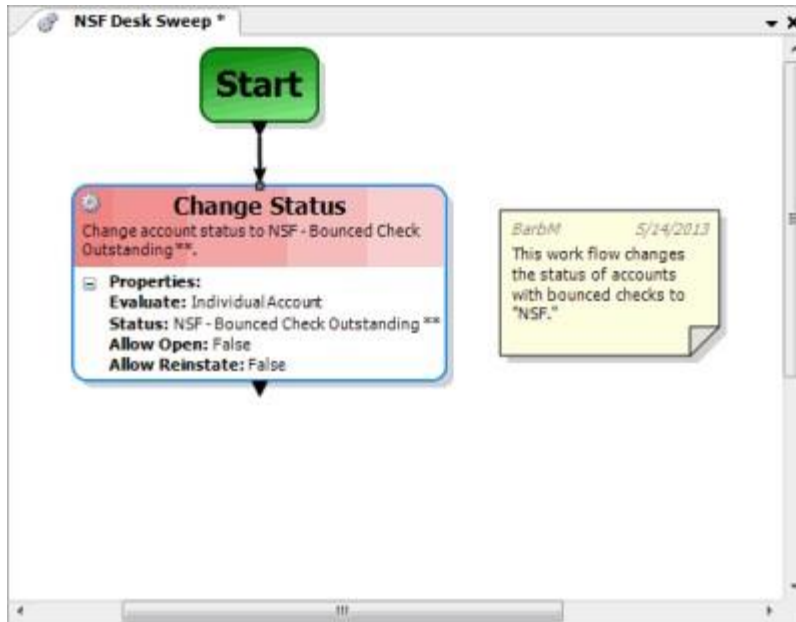 NSF Desk Sweep *
Start
Change Status
Change account status to NSF - Bounced Check
Outstanding **.
Properties:
Evaluate: Individual Account
Status: NSF - Bounced Check Outstanding **
Allow Open: False
Allow Reinstate: False
BarbM 5/14/2013
This work flow changes
the status of accounts
with bounced checks to
"NSF."